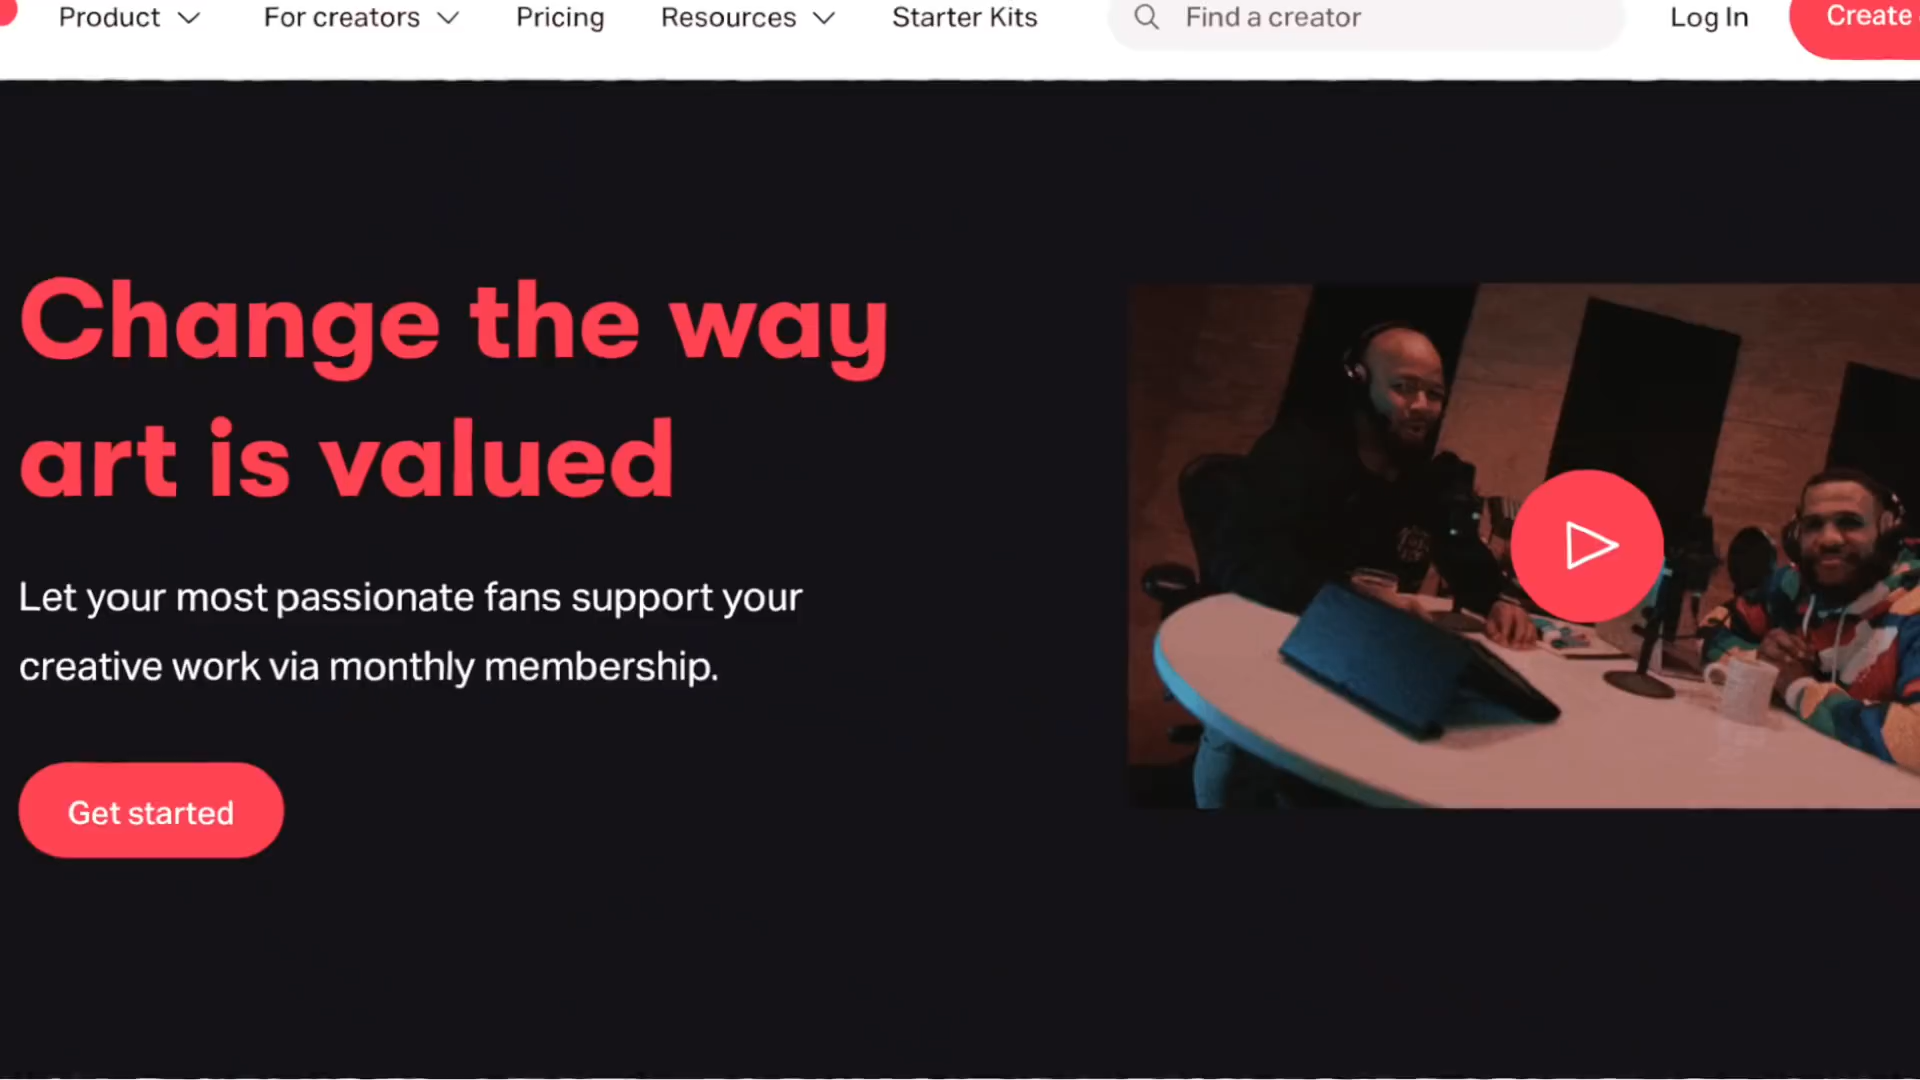 Product
For creators
Pricing
Resources
Starter Kits
Find a creator
Log In
Create
Change the way
art is valued
Let your most passionate fans support your
creative work via monthly membership.
Get started